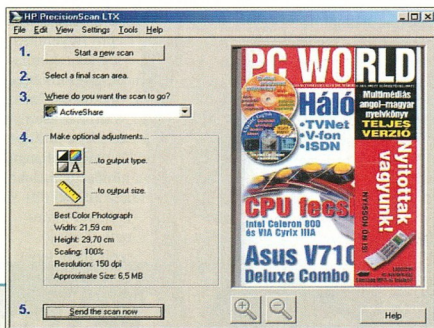 HP PrecisionScan LTX
File Edit View Settings Tools Help
1. Start a new scan
2. Select a final scan area.
3. Where do you want the scan to go?
ActiveShare
4. Make optional adjustments...
...to output type.
...to output size.
Best Color Photograph
Width: 21,59 cm
Height: 29,70 cm
Scaling: 100%
Resolution: 150 dpi
Approximate Size: 6,5 MB
5. Send the scan now
Help
PC WORLD
Multimédiás
angol-magyar
nyelvkönyv
TELJES
VERZIÓ
Háló
•TVNet
•V-fon
•ISDN
Nyitottak
vagyunk!
NYISSON ÖN IS!
CPU fecs
Intel Celeron 800
és VIA Cyrix IIIA
Asus V710
Deluxe Combo